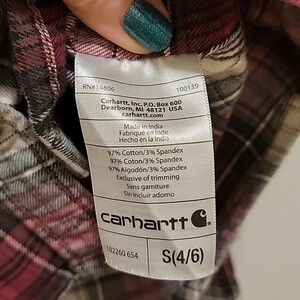 RN#14806 100139
Carhartt, Inc. P.O. Box 600
Dearborn, MI 48121 USA
carhartt.com
Made in India
Fabriqué en Inde
Hecho en la India
97% Cotton/3% Spandex
97% Coton/3% Spandex
97% Algodón/3% Spandex
Exclusive of trimming
Sans garniture
Sin incluir adorno
carhartt
102260 654 S(4/6)